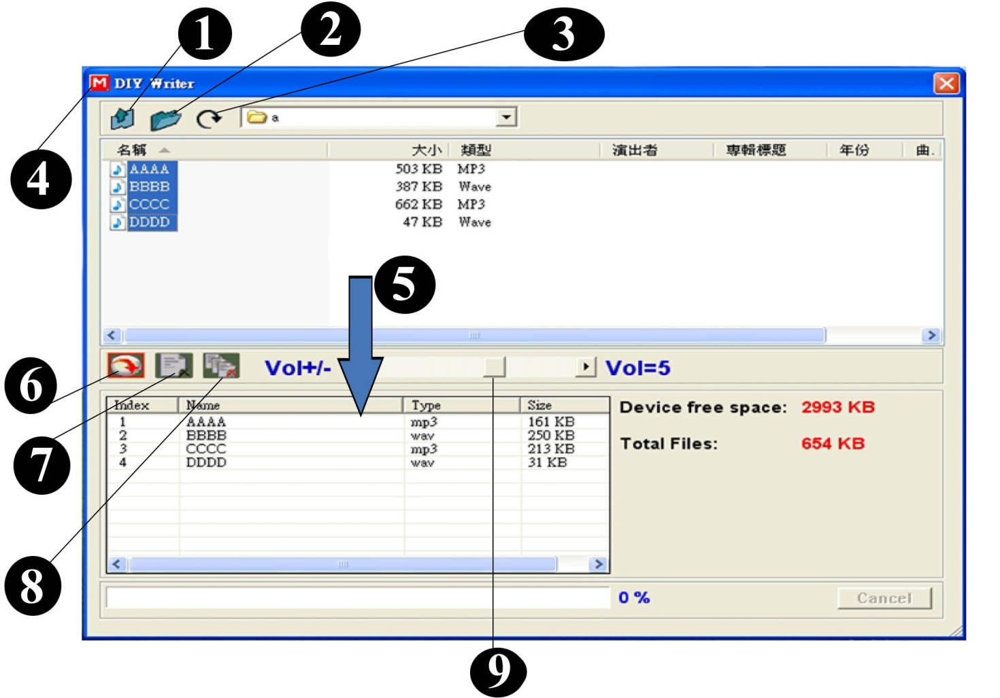 1 2 3
M DIY Writer
a
4
名稱 大小 類型 演出者 專輯標題 年份 曲.
AAAA 503 KB MP3
BBBB 387 KB Wave
CCCC 662 KB MP3
DDDD 47 KB Wave
5
6
Vol+/- Vol=5
Index Name Type Size
1 AAAA mp3 161 KB
2 BBBB wav 250 KB
3 CCCC mp3 213 KB
4 DDDD wav 31 KB
Device free space: 2993 KB
Total Files: 654 KB
7
8
0 % Cancel
9